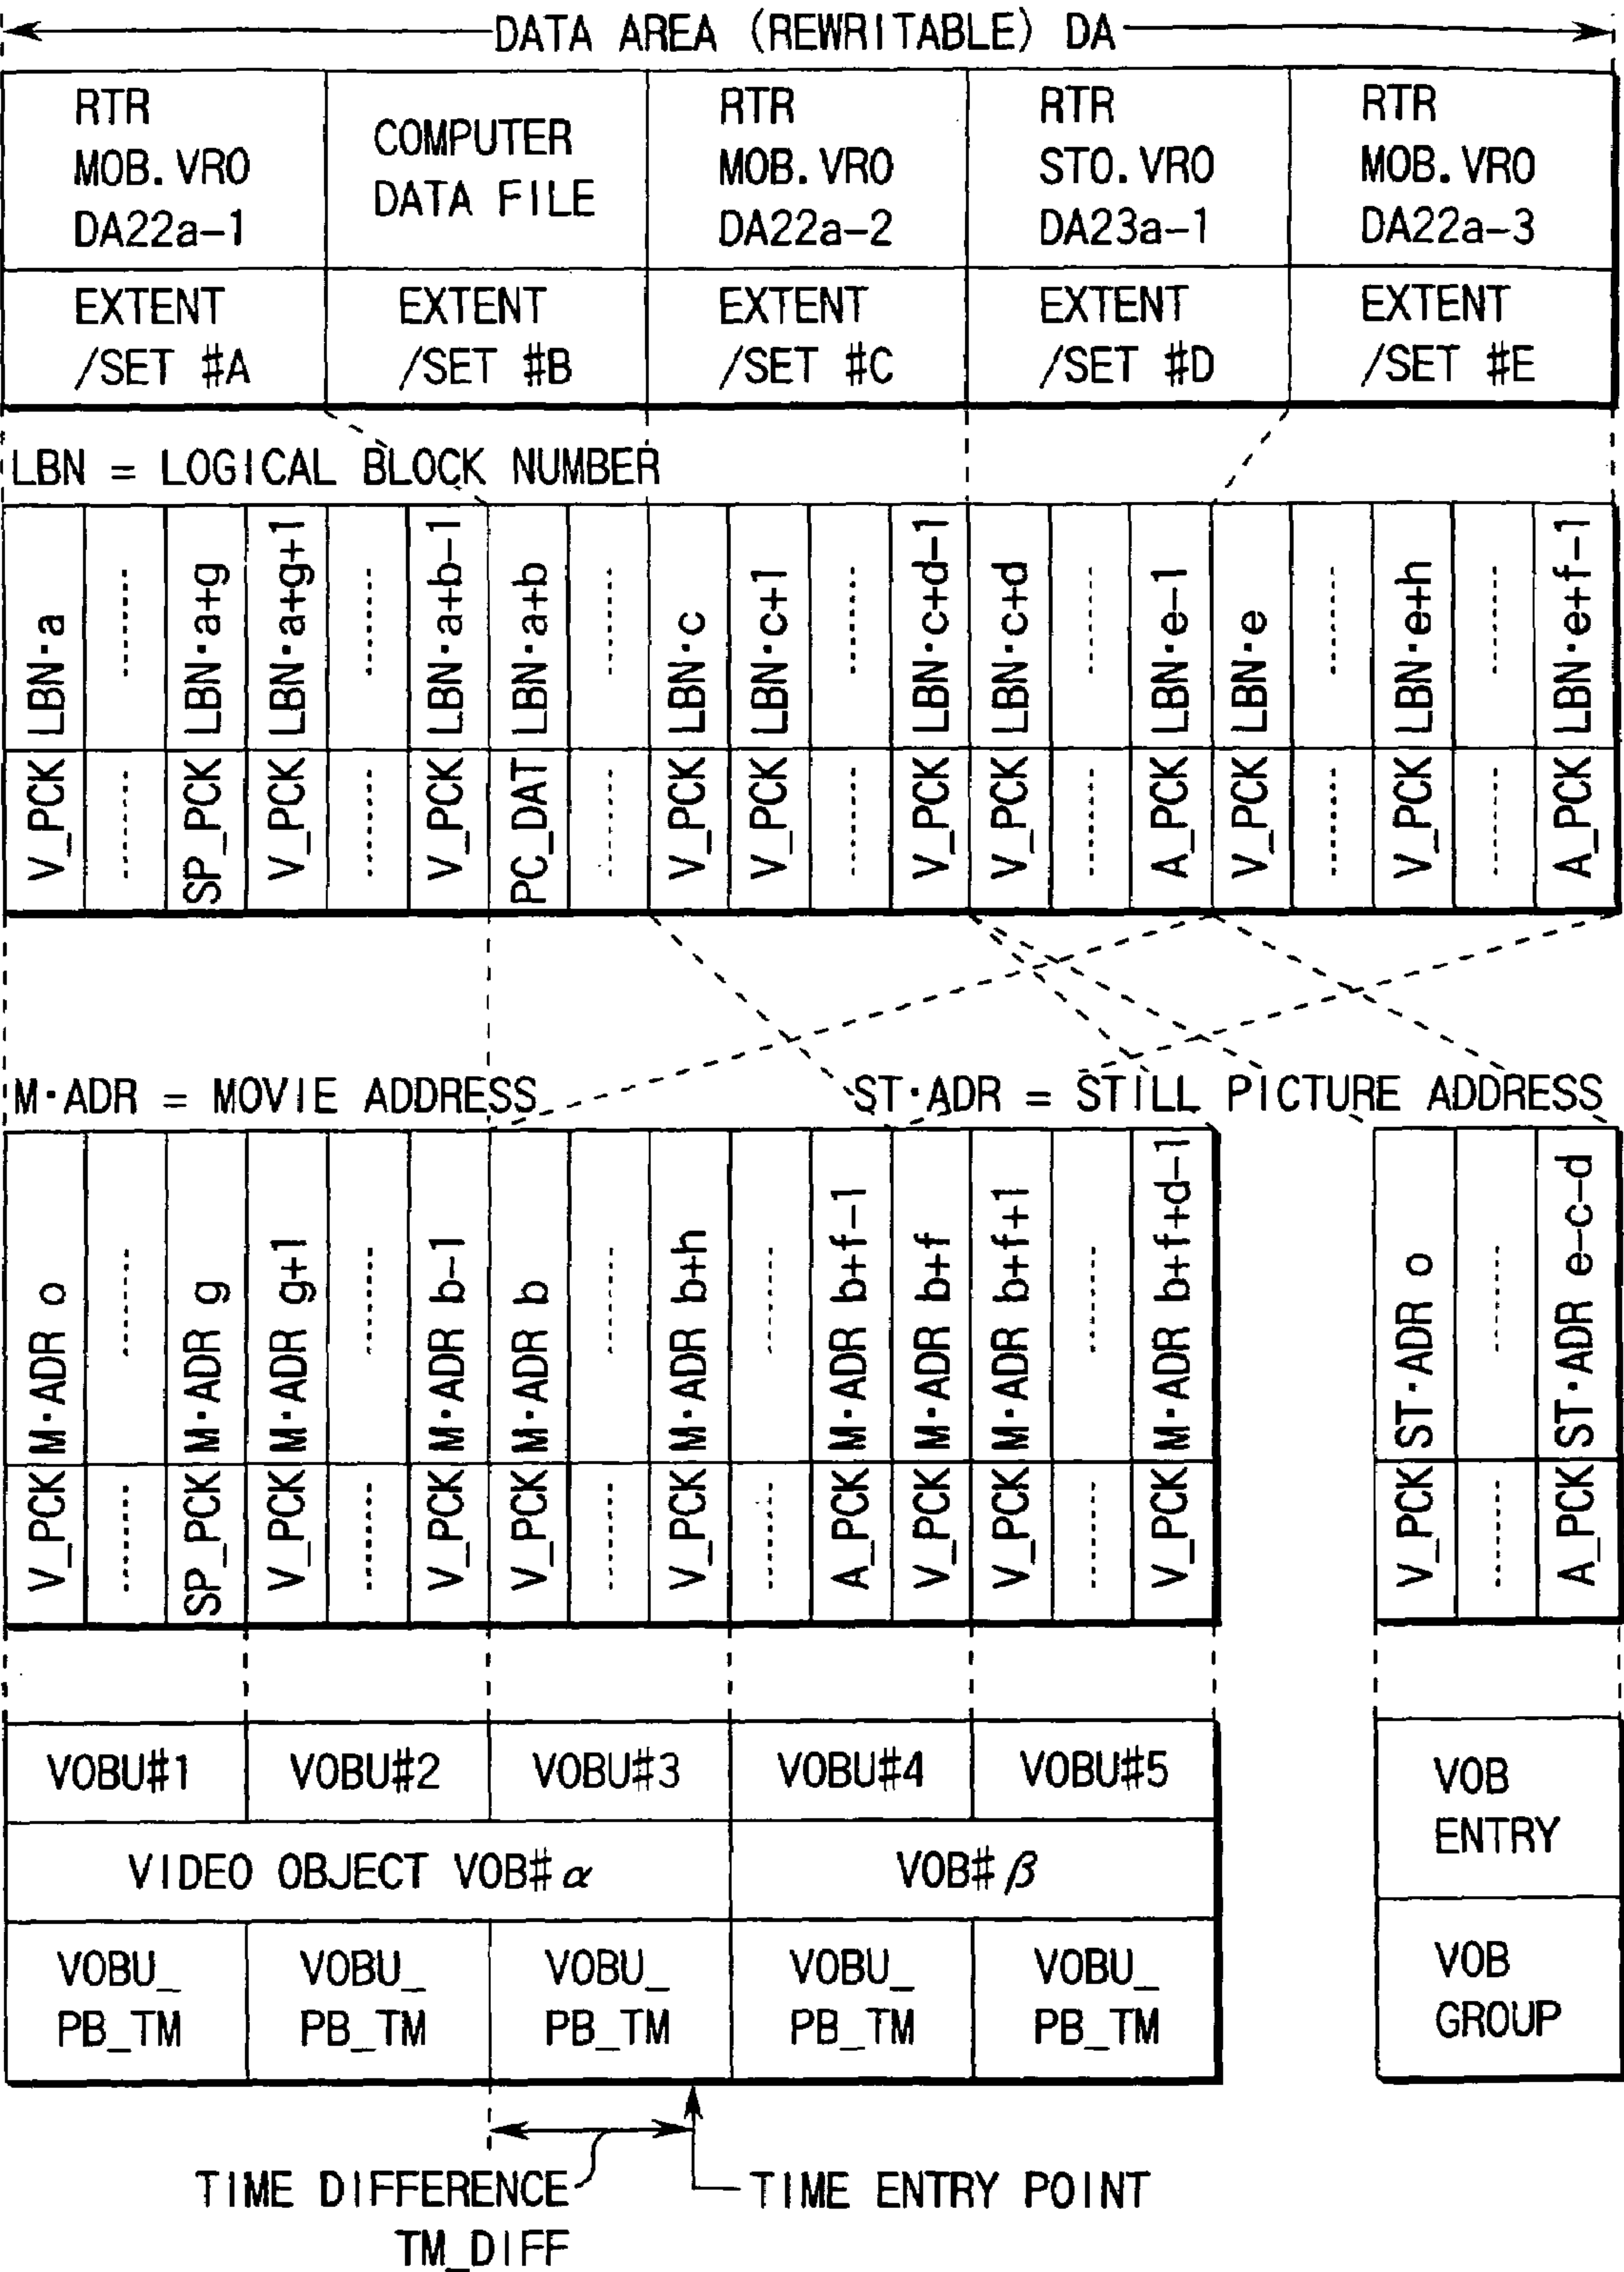 DATA AREA (REWRITABLE) DA
RTR
MOB.VRO
DA22a-1
COMPUTER
DATA FILE
RTR
MOB.VRO
DA22a-2
RTR
STO.VRO
DA23a-1
RTR
MOB.VRO
DA22a-3
EXTENT
/SET #A
EXTENT
/SET #B
EXTENT
/SET #C
EXTENT
/SET #D
EXTENT
/SET #E
LBN = LOGICAL BLOCK NUMBER
V_PCK LBN·a
SP_PCK LBN·a+g
V_PCK LBN·a+g+1
V_PCK LBN·a+b-1
PC_DAT LBN·a+b
V_PCK LBN·c
V_PCK LBN·c+1
V_PCK LBN·c+d-1
V_PCK LBN·c+d
A_PCK LBN·e-1
V_PCK LBN·e
V_PCK LBN·e+h
A_PCK LBN·e+f-1
M·ADR = MOVIE ADDRESS
ST·ADR = STILL PICTURE ADDRESS
V_PCK M·ADR o
SP_PCK M·ADR g
V_PCK M·ADR g+1
V_PCK M·ADR b-1
V_PCK M·ADR b
V_PCK M·ADR b+h
A_PCK M·ADR b+f-1
V_PCK M·ADR b+f
V_PCK M·ADR b+f+1
V_PCK M·ADR b+f+d-1
V_PCK ST·ADR o
A_PCK ST·ADR e-c-d
VOBU#1
VOBU#2
VOBU#3
VOBU#4
VOBU#5
VIDEO OBJECT VOB#α
VOB#β
VOBU_
PB_TM
VOBU_
PB_TM
VOBU_
PB_TM
VOBU_
PB_TM
VOBU_
PB_TM
VOB
ENTRY
VOB
GROUP
TIME DIFFERENCE
TM_DIFF
TIME ENTRY POINT